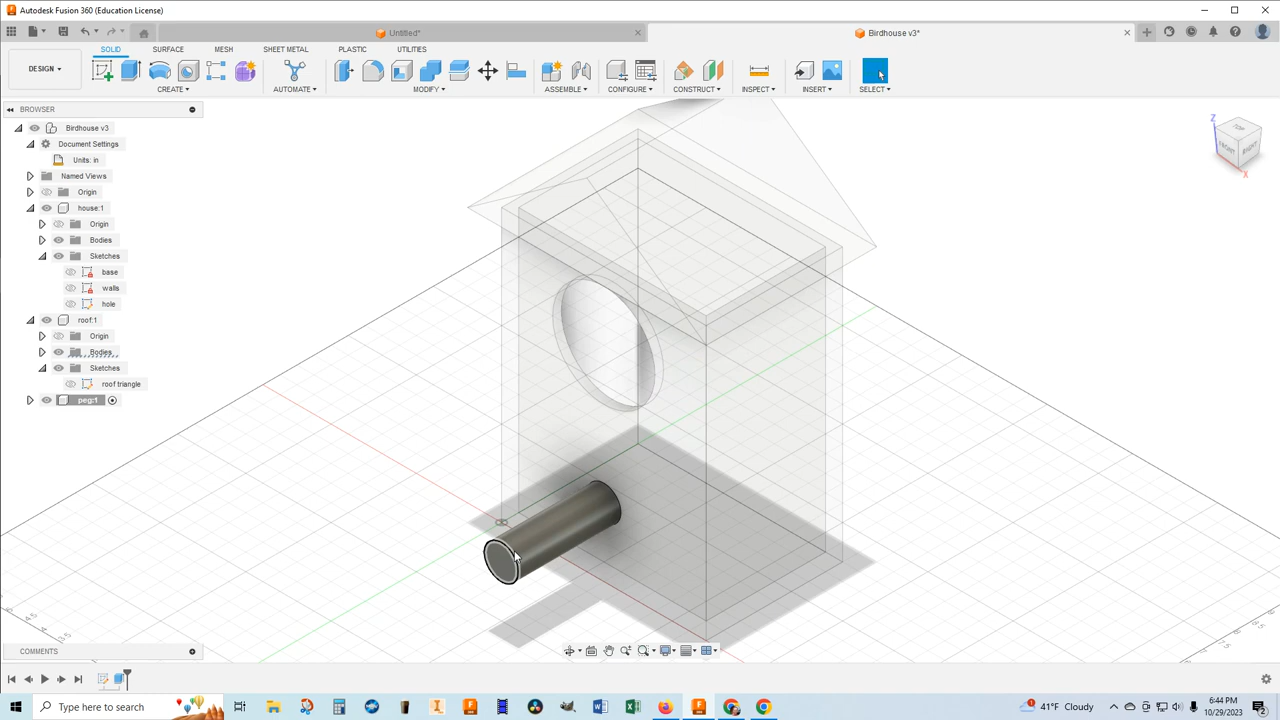 Autodesk Fusion 360 (Education License)
Untitled*
Birdhouse v3*
SOLID SURFACE MESH SHEET METAL PLASTIC UTILITIES
DESIGN
CREATE AUTOMATE MODIFY ASSEMBLE CONFIGURE CONSTRUCT INSPECT INSERT SELECT
BROWSER
Birdhouse v3
Document Settings
Units: in
Named Views
Origin
house:1
Origin
Bodies
Sketches
base
walls
hole
roof:1
Origin
Bodies
Sketches
roof triangle
peg:1
Z
TOP
FRONT
RIGHT
X
COMMENTS
Type here to search
41°F Cloudy
6:44 PM
10/29/2023